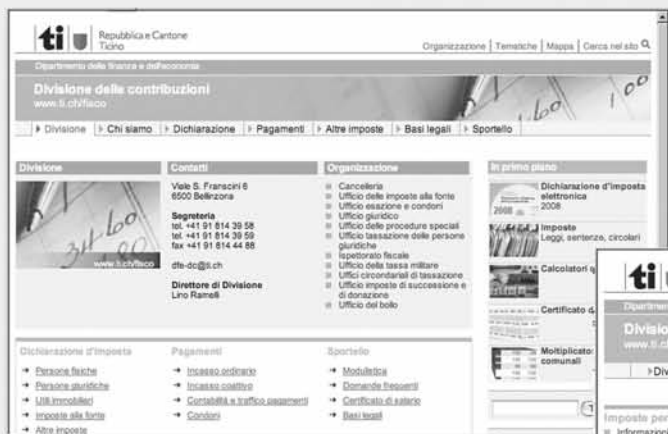 ti
Repubblica e Cantone
Ticino
Organizzazione | Tematiche | Mappa | Cerca nel sito
Dipartimento delle finanze e dell'economia
Divisione delle contribuzioni
www.ti.ch/fisco
Divisione
Chi siamo
Dichiarazione
Pagamenti
Altre imposte
Basi legali
Sportello
Divisione
www.ti.ch/fisco
Contatti
Viale S. Franscini 6
6500 Bellinzona
Segreteria
tel. +41 91 814 39 58
tel. +41 91 814 39 59
fax +41 91 814 44 88
dfe-dc@ti.ch
Direttore di Divisione
Lino Ramelli
Organizzazione
Cancelleria
Ufficio delle imposte alla fonte
Ufficio esazione e condoni
Ufficio giuridico
Ufficio delle procedure speciali
Ufficio tassazione delle persone
giuridiche
Ispettorato fiscale
Ufficio della tassa militare
Uffici circondariali di tassazione
Ufficio imposte di successione e
di donazione
Ufficio del bollo
In primo piano
Dichiarazione d'imposta
elettronica
2008
Imposte
Leggi, sentenze, circolari
Calcolatori
Certificato
Moltiplicato
comunali
Dichiarazione d'imposta
Persone fisiche
Persone giuridiche
Utili immobiliari
Imposte alla fonte
Altre imposte
Pagamenti
Incasso ordinario
Incasso coattivo
Contabilità e traffico pagamenti
Condoni
Sportello
Modulistica
Domande frequenti
Certificato di salario
Basi legali
ti
Dipartime
Divisio
www.ti.c
Div
Imposta per
Informazion